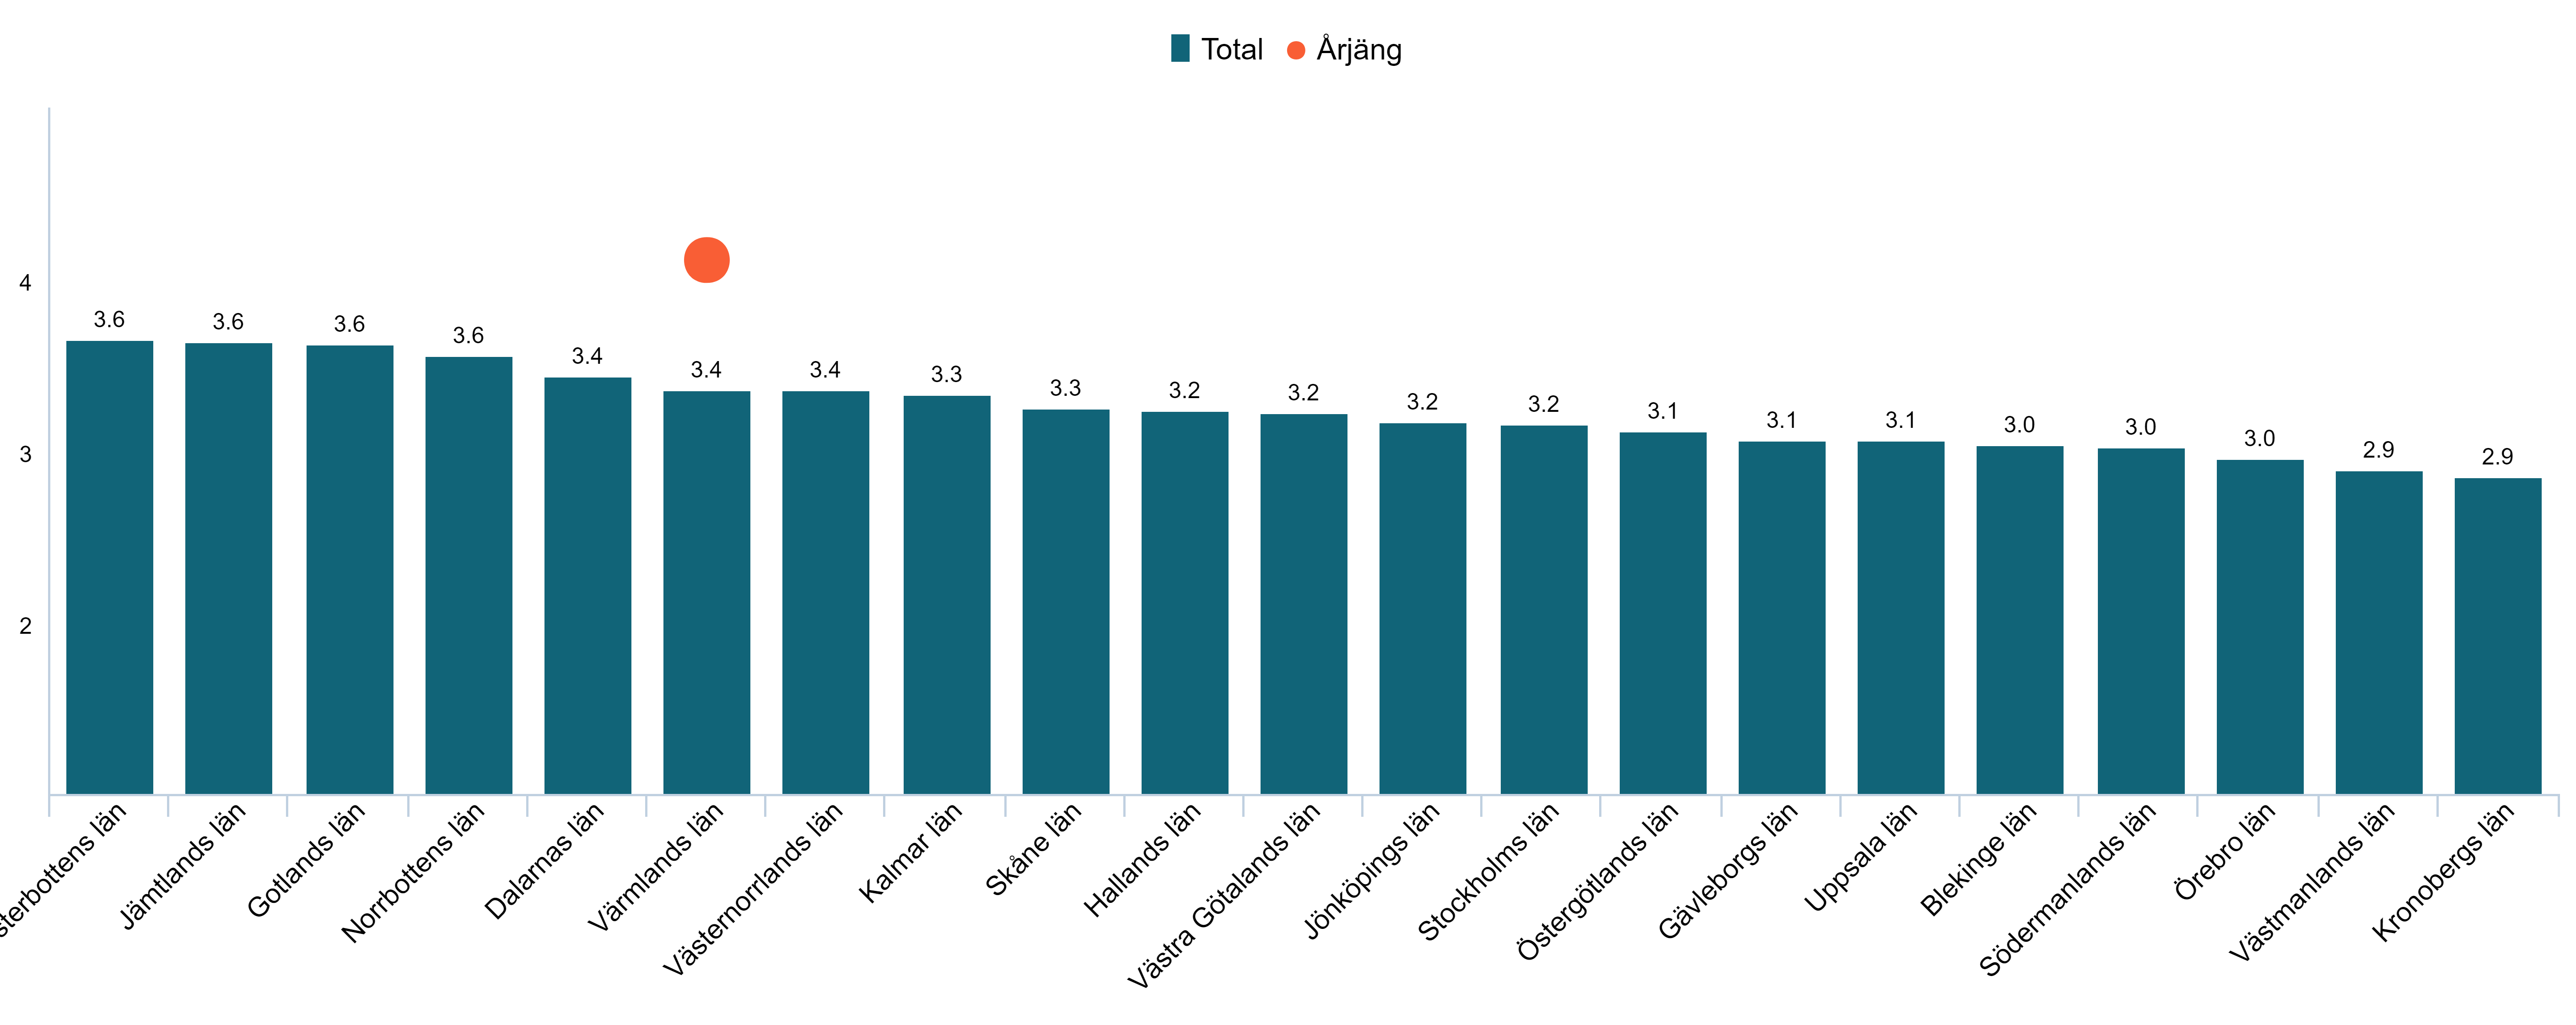 Total Årjäng
4
3
2
3.6 3.6 3.6 3.6 3.4 3.4 3.4 3.3 3.3 3.2 3.2 3.2 3.2 3.1 3.1 3.1 3.0 3.0 3.0 2.9 2.9
sterbottens län
Jämtlands län
Gotlands län
Norrbottens län
Dalarnas län
Värmlands län
Västernorrlands län
Kalmar län
Skåne län
Hallands län
Västra Götalands län
Jönköpings län
Stockholms län
Östergötlands län
Gävleborgs län
Uppsala län
Blekinge län
Södermanlands län
Örebro län
Västmanlands län
Kronobergs län